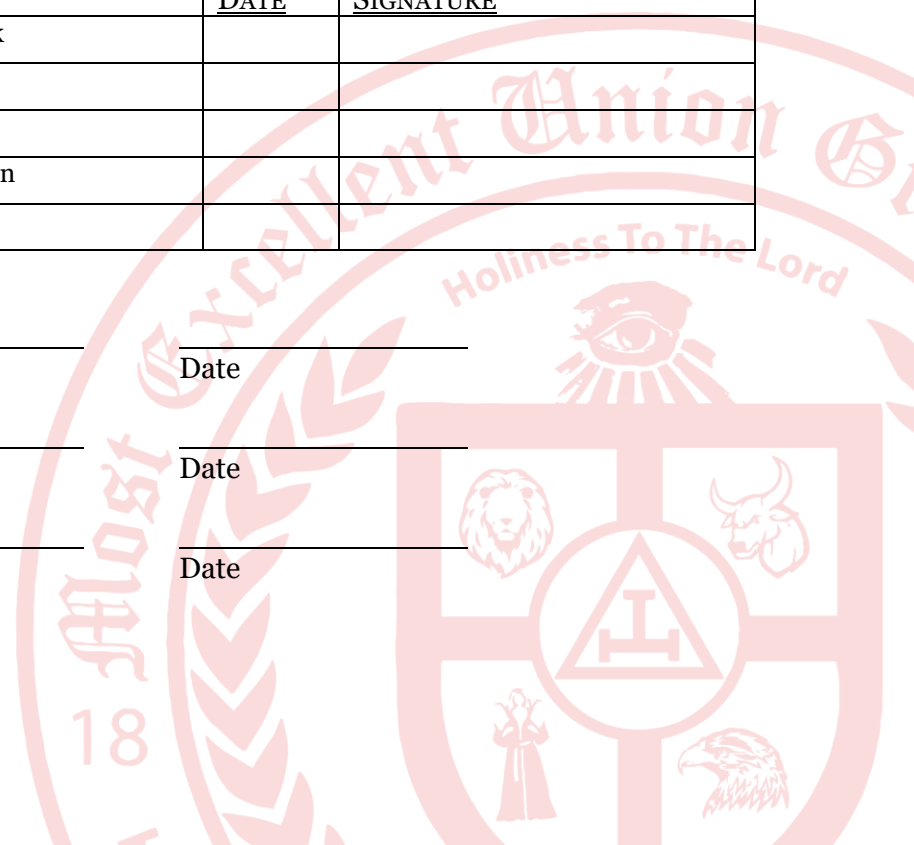 DATE SIGNATURE
k
n
Most Excellent Union
Holiness To The Lord
Date
Date
Date
18